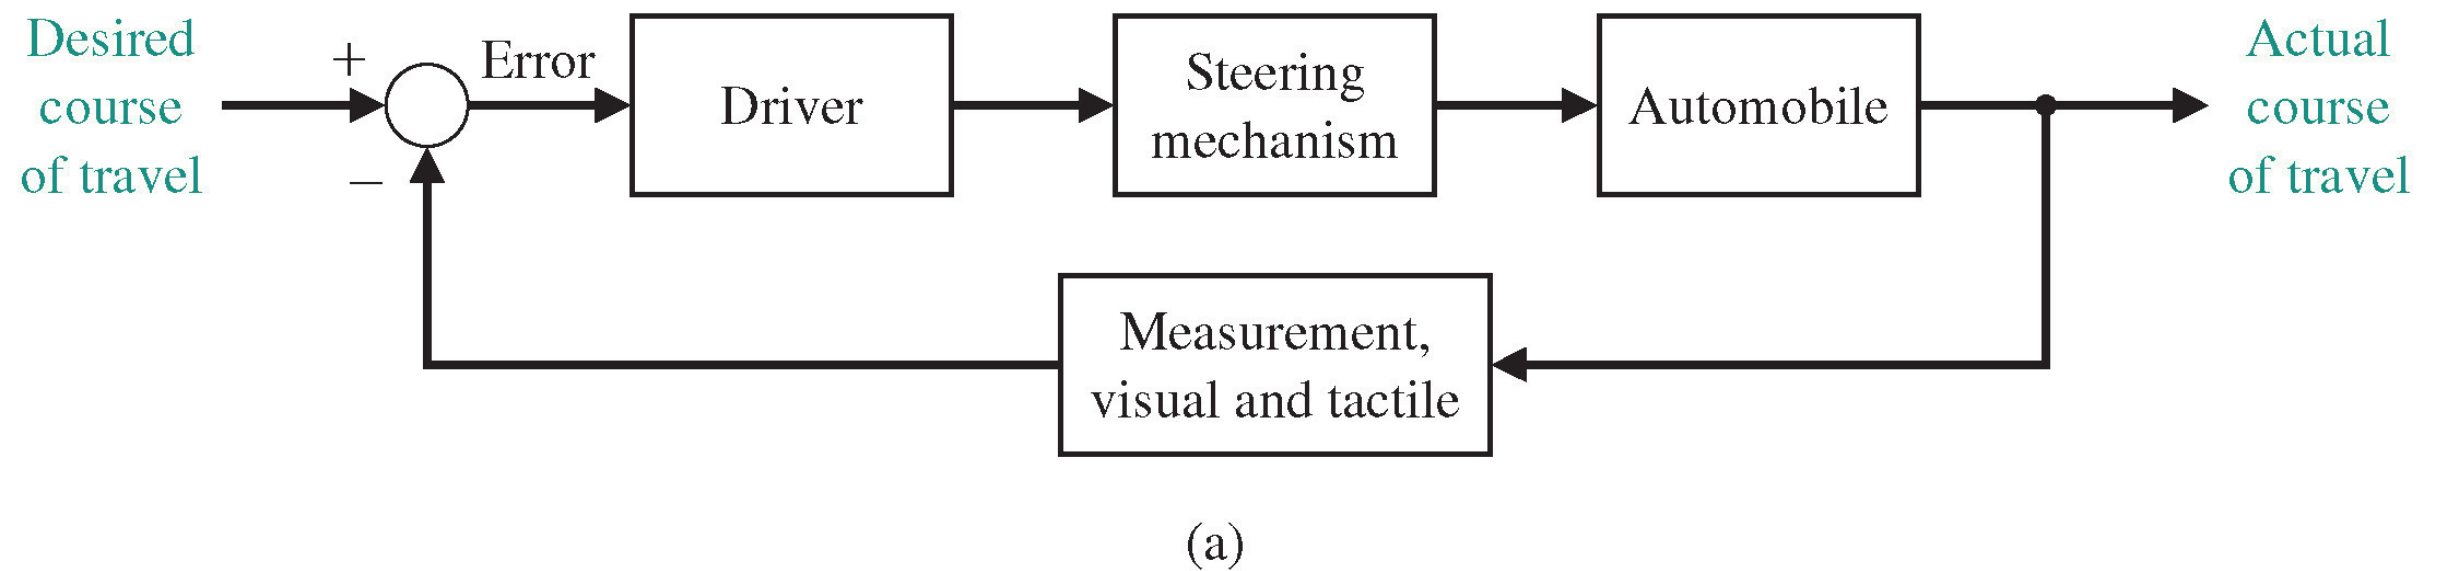 Desired
course
of travel
+
−
Error
Driver
Steering
mechanism
Automobile
Actual
course
of travel
Measurement,
visual and tactile
(a)